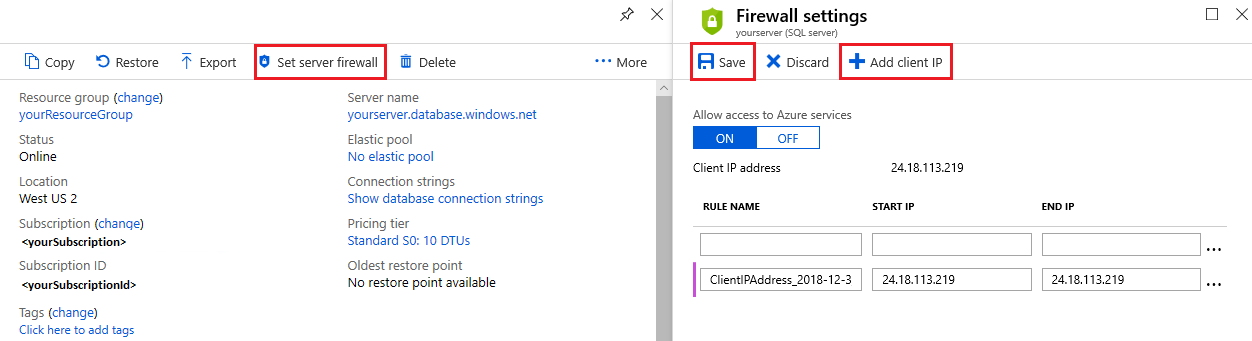 Copy Restore Export Set server firewall Delete ... More
Resource group (change)
yourResourceGroup
Status
Online
Location
West US 2
Subscription (change)
<yourSubscription>
Subscription ID
<yourSubscriptionId>
Tags (change)
Click here to add tags
Server name
yourserver.database.windows.net
Elastic pool
No elastic pool
Connection strings
Show database connection strings
Pricing tier
Standard S0: 10 DTUs
Oldest restore point
No restore point available
Firewall settings
yourserver (SQL server)
Save Discard Add client IP
Allow access to Azure services
ON OFF
Client IP address 24.18.113.219
RULE NAME START IP END IP
...
ClientIPAddress_2018-12-3 24.18.113.219 24.18.113.219 ...